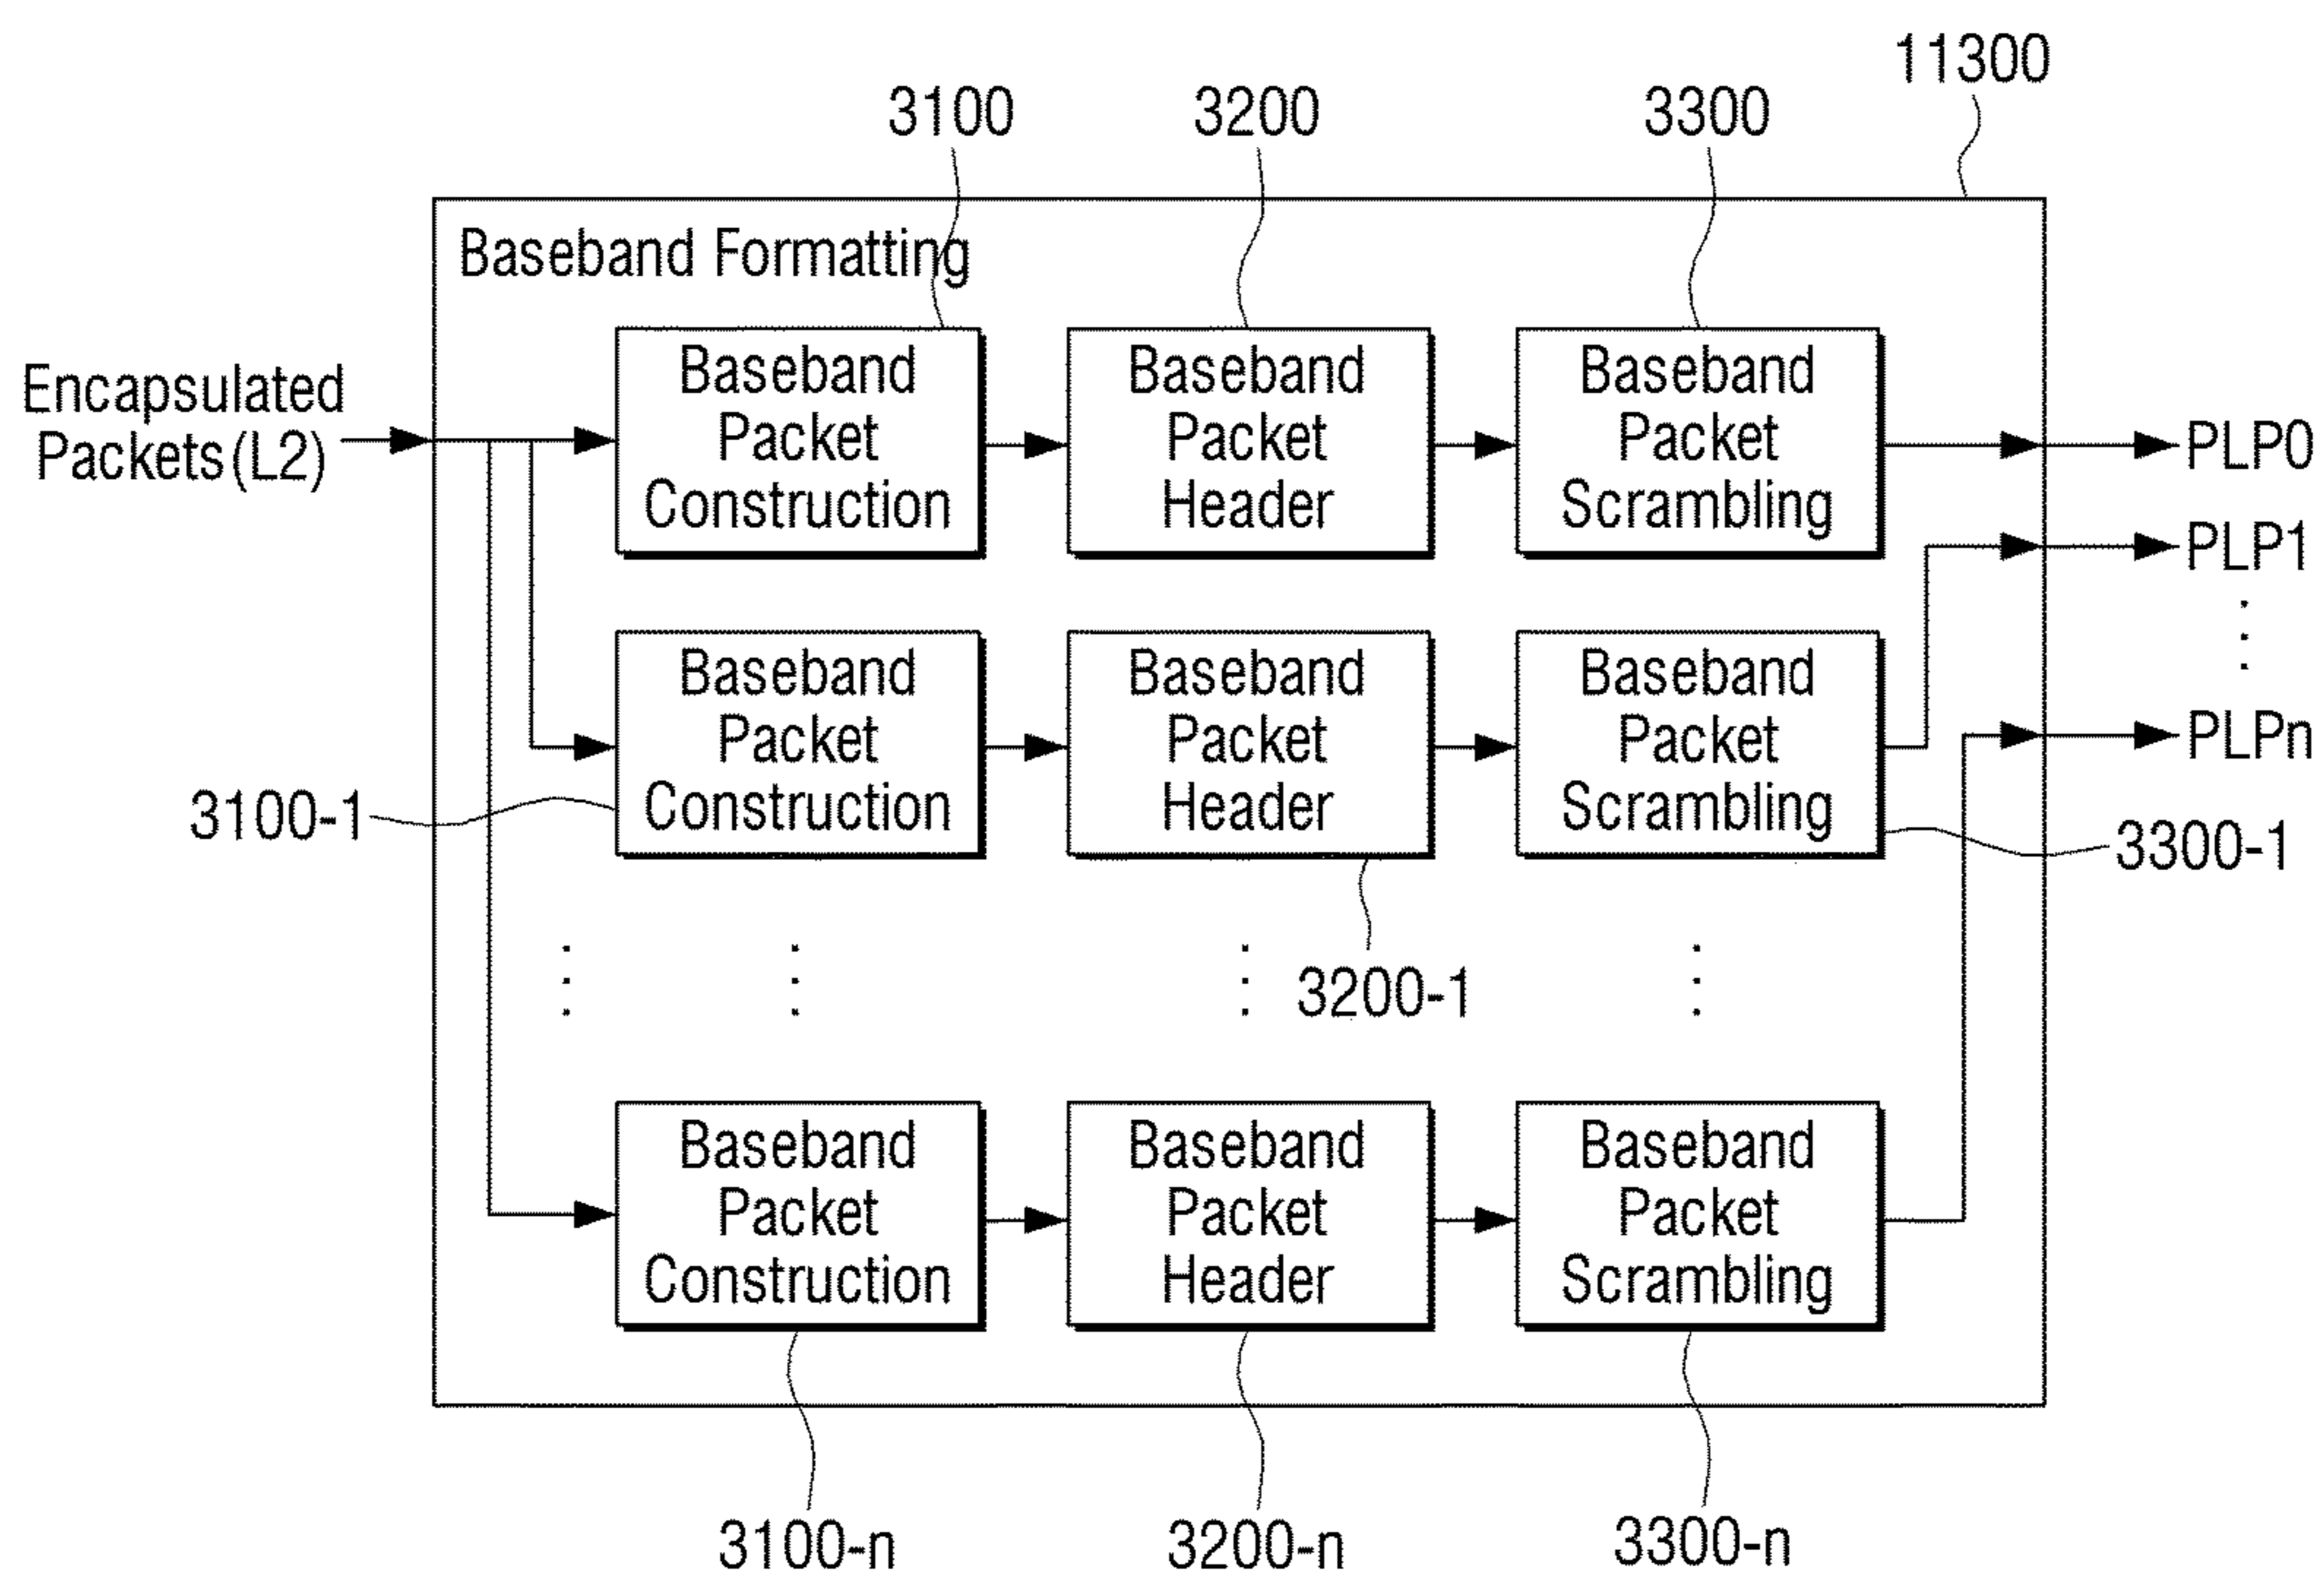 11300
3100
3200
3300
Baseband Formatting
Encapsulated
Packets(L2)
Baseband
Packet
Construction
Baseband
Packet
Header
Baseband
Packet
Scrambling
PLP0
PLP1
PLPn
Baseband
Packet
Construction
Baseband
Packet
Header
Baseband
Packet
Scrambling
3100-1
3200-1
3300-1
Baseband
Packet
Construction
Baseband
Packet
Header
Baseband
Packet
Scrambling
3100-n
3200-n
3300-n